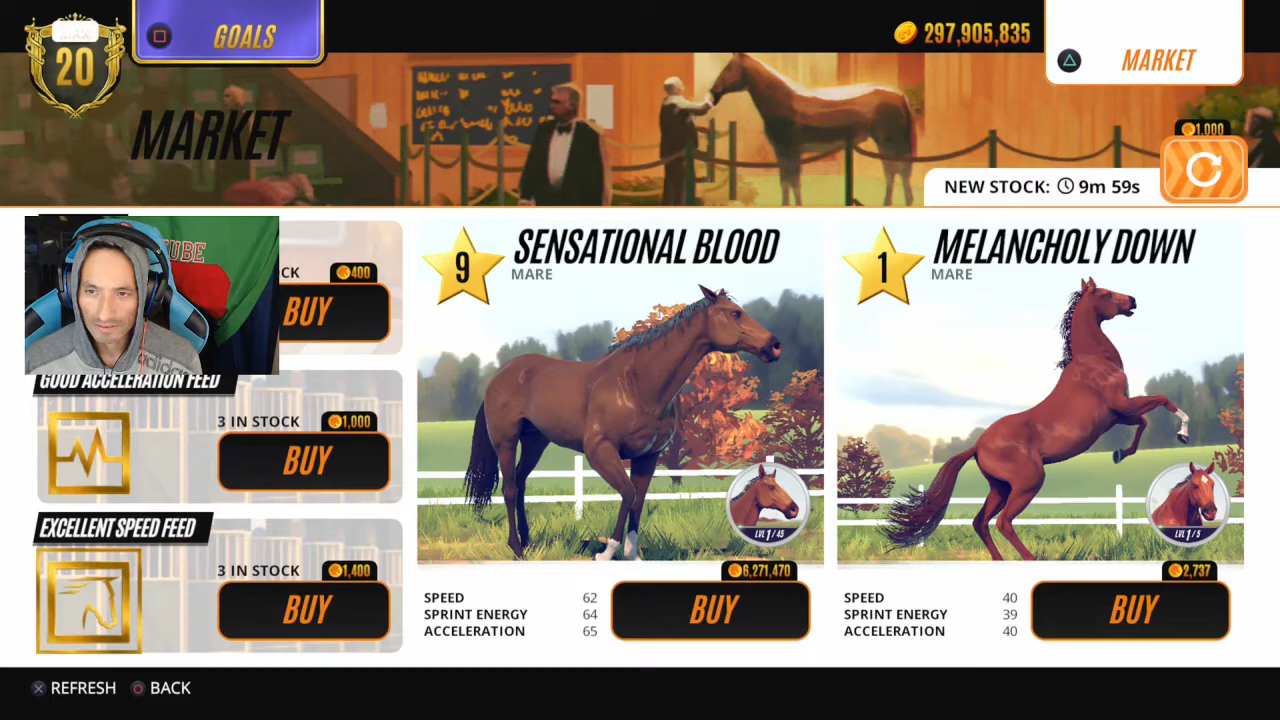 20
GOALS
297,905,835
MARKET
MARKET
1,000
NEW STOCK: 9m 59s
400
BUY
GOOD ACCELERATION FEED
3 IN STOCK 1,000
BUY
EXCELLENT SPEED FEED
3 IN STOCK 1,400
BUY
9
SENSATIONAL BLOOD
MARE
LVL 1/45
6,271,470
SPEED 62
SPRINT ENERGY 64
ACCELERATION 65
BUY
1
MELANCHOLY DOWN
MARE
LVL 1/5
2,737
SPEED 40
SPRINT ENERGY 39
ACCELERATION 40
BUY
REFRESH
BACK